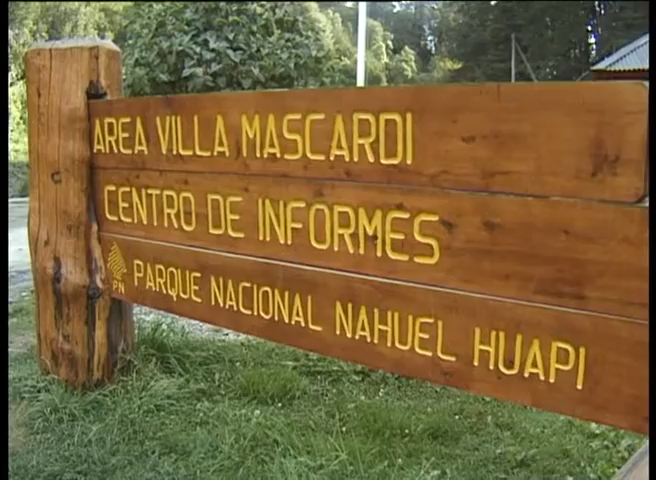 AREA VILLA MASCARDI
CENTRO DE INFORMES
PN
PARQUE NACIONAL NAHUEL HUAPI